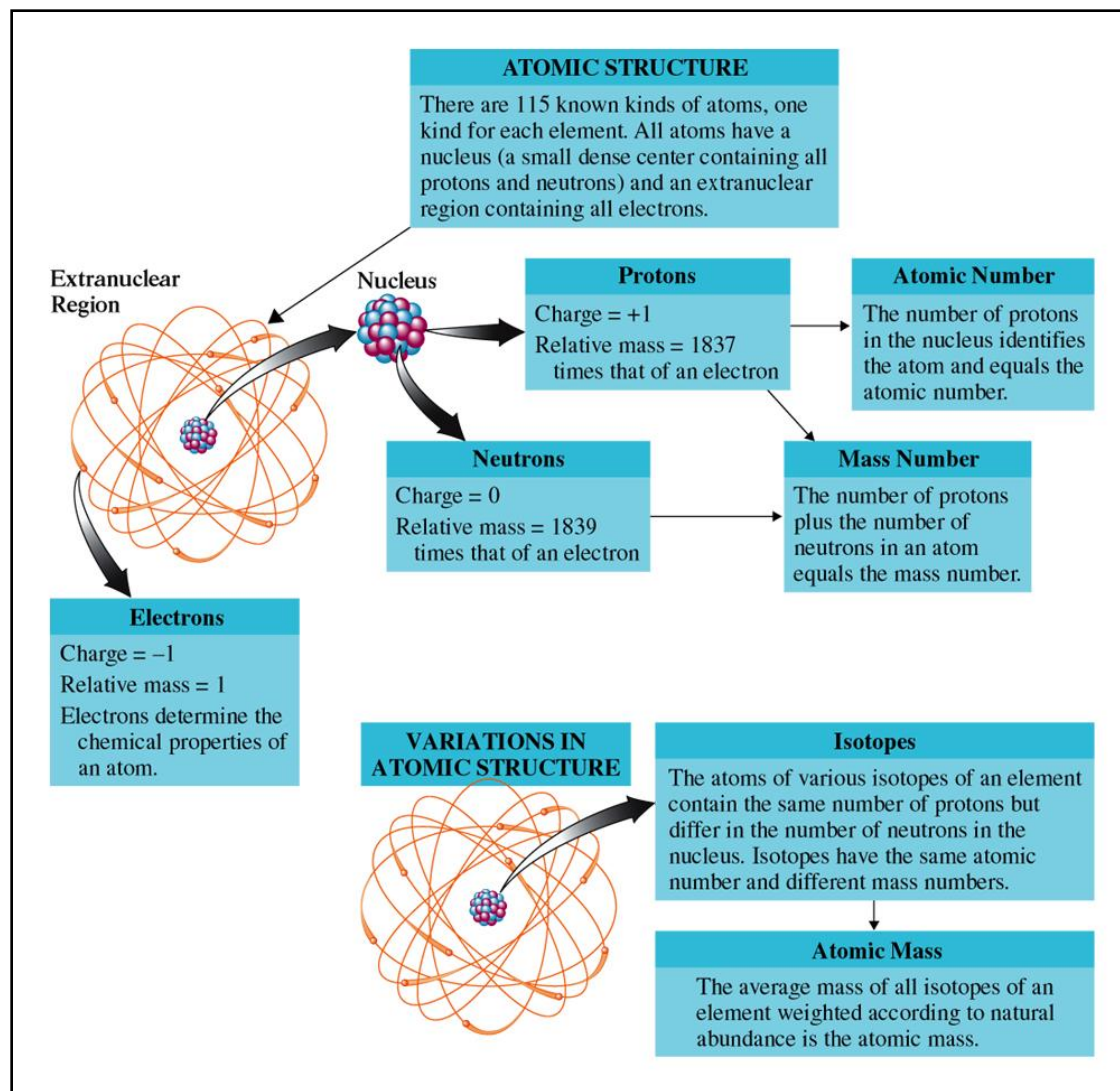 ATOMIC STRUCTURE
There are 115 known kinds of atoms, one
kind for each element. All atoms have a
nucleus (a small dense center containing all
protons and neutrons) and an extranuclear
region containing all electrons.
Extranuclear
Region
Nucleus
Protons
Charge = +1
Relative mass = 1837
times that of an electron
Atomic Number
The number of protons
in the nucleus identifies
the atom and equals the
atomic number.
Neutrons
Charge = 0
Relative mass = 1839
times that of an electron
Mass Number
The number of protons
plus the number of
neutrons in an atom
equals the mass number.
Electrons
Charge = –1
Relative mass = 1
Electrons determine the
chemical properties of
an atom.
VARIATIONS IN
ATOMIC STRUCTURE
Isotopes
The atoms of various isotopes of an element
contain the same number of protons but
differ in the number of neutrons in the
nucleus. Isotopes have the same atomic
number and different mass numbers.
Atomic Mass
The average mass of all isotopes of an
element weighted according to natural
abundance is the atomic mass.